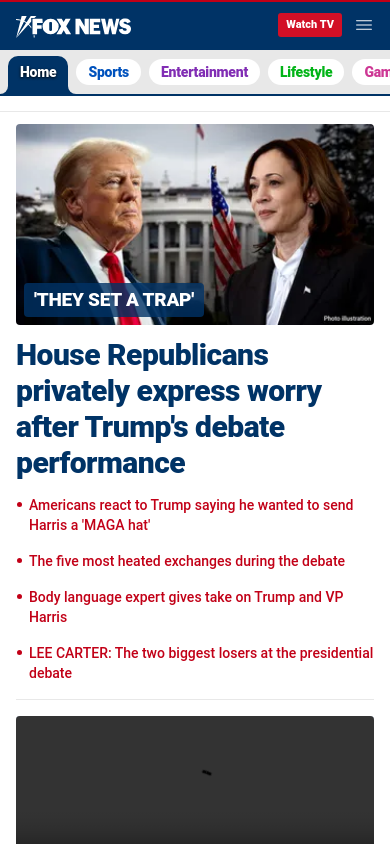 FOX NEWS
Watch TV
Home
Sports
Entertainment
Lifestyle
Gam
'THEY SET A TRAP'
Photo illustration
House Republicans
privately express worry
after Trump's debate
performance
• Americans react to Trump saying he wanted to send
Harris a 'MAGA hat'
• The five most heated exchanges during the debate
• Body language expert gives take on Trump and VP
Harris
• LEE CARTER: The two biggest losers at the presidential
debate